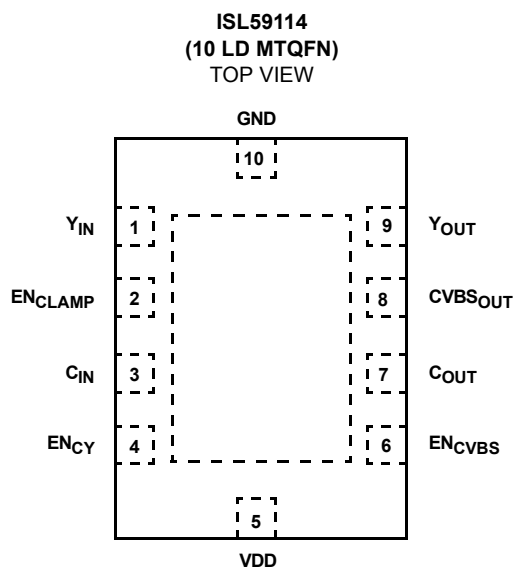 ISL59114
(10 LD MTQFN)
TOP VIEW
GND
10
YIN 1 9 YOUT
ENCLAMP 2 8 CVBSOUT
CIN 3 7 COUT
ENCY 4 6 ENCVBS
5
VDD